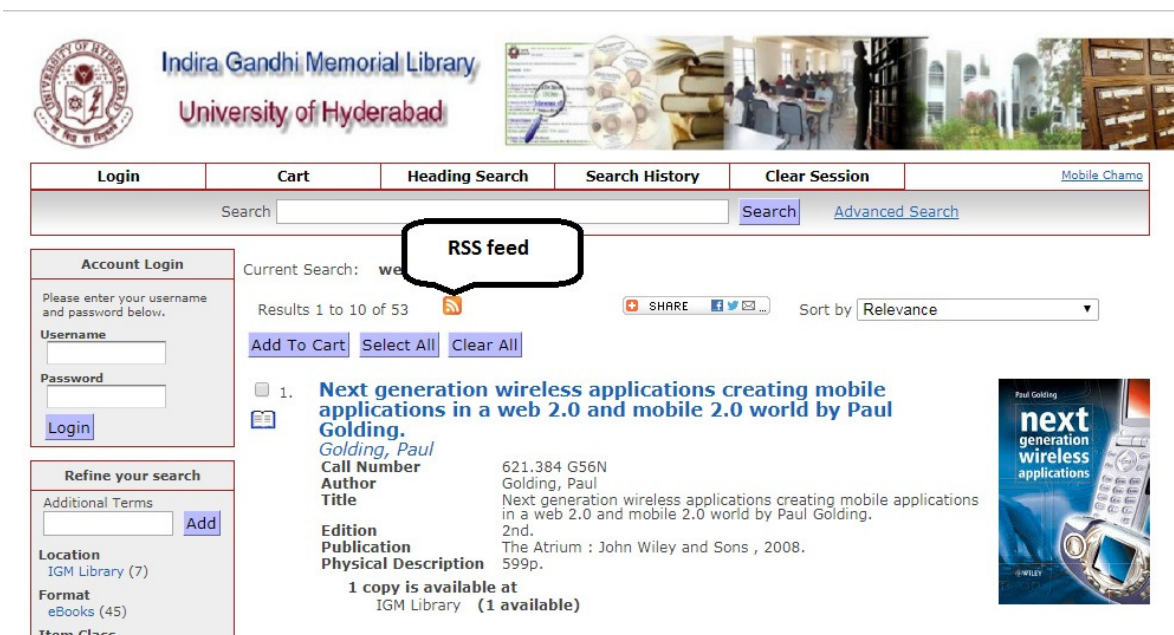 Indira Gandhi Memorial Library
University of Hyderabad
Login Cart Heading Search Search History Clear Session Mobile Chamo
Search Search Advanced Search
RSS feed
Account Login
Please enter your username
and password below.
Username
Password
Login
Refine your search
Additional Terms
Add
Location
IGM Library (7)
Format
eBooks (45)
Item Class
Current Search: we
Results 1 to 10 of 53 SHARE ... Sort by Relevance
Add To Cart Select All Clear All
1. Next generation wireless applications creating mobile
applications in a web 2.0 and mobile 2.0 world by Paul
Golding.
Golding, Paul
Call Number 621.384 G56N
Author Golding, Paul
Title Next generation wireless applications creating mobile applications
in a web 2.0 and mobile 2.0 world by Paul Golding.
Edition 2nd.
Publication The Atrium : John Wiley and Sons , 2008.
Physical Description 599p.
1 copy is available at
IGM Library (1 available)
Paul Golding
next
generation
wireless
applications
WILEY